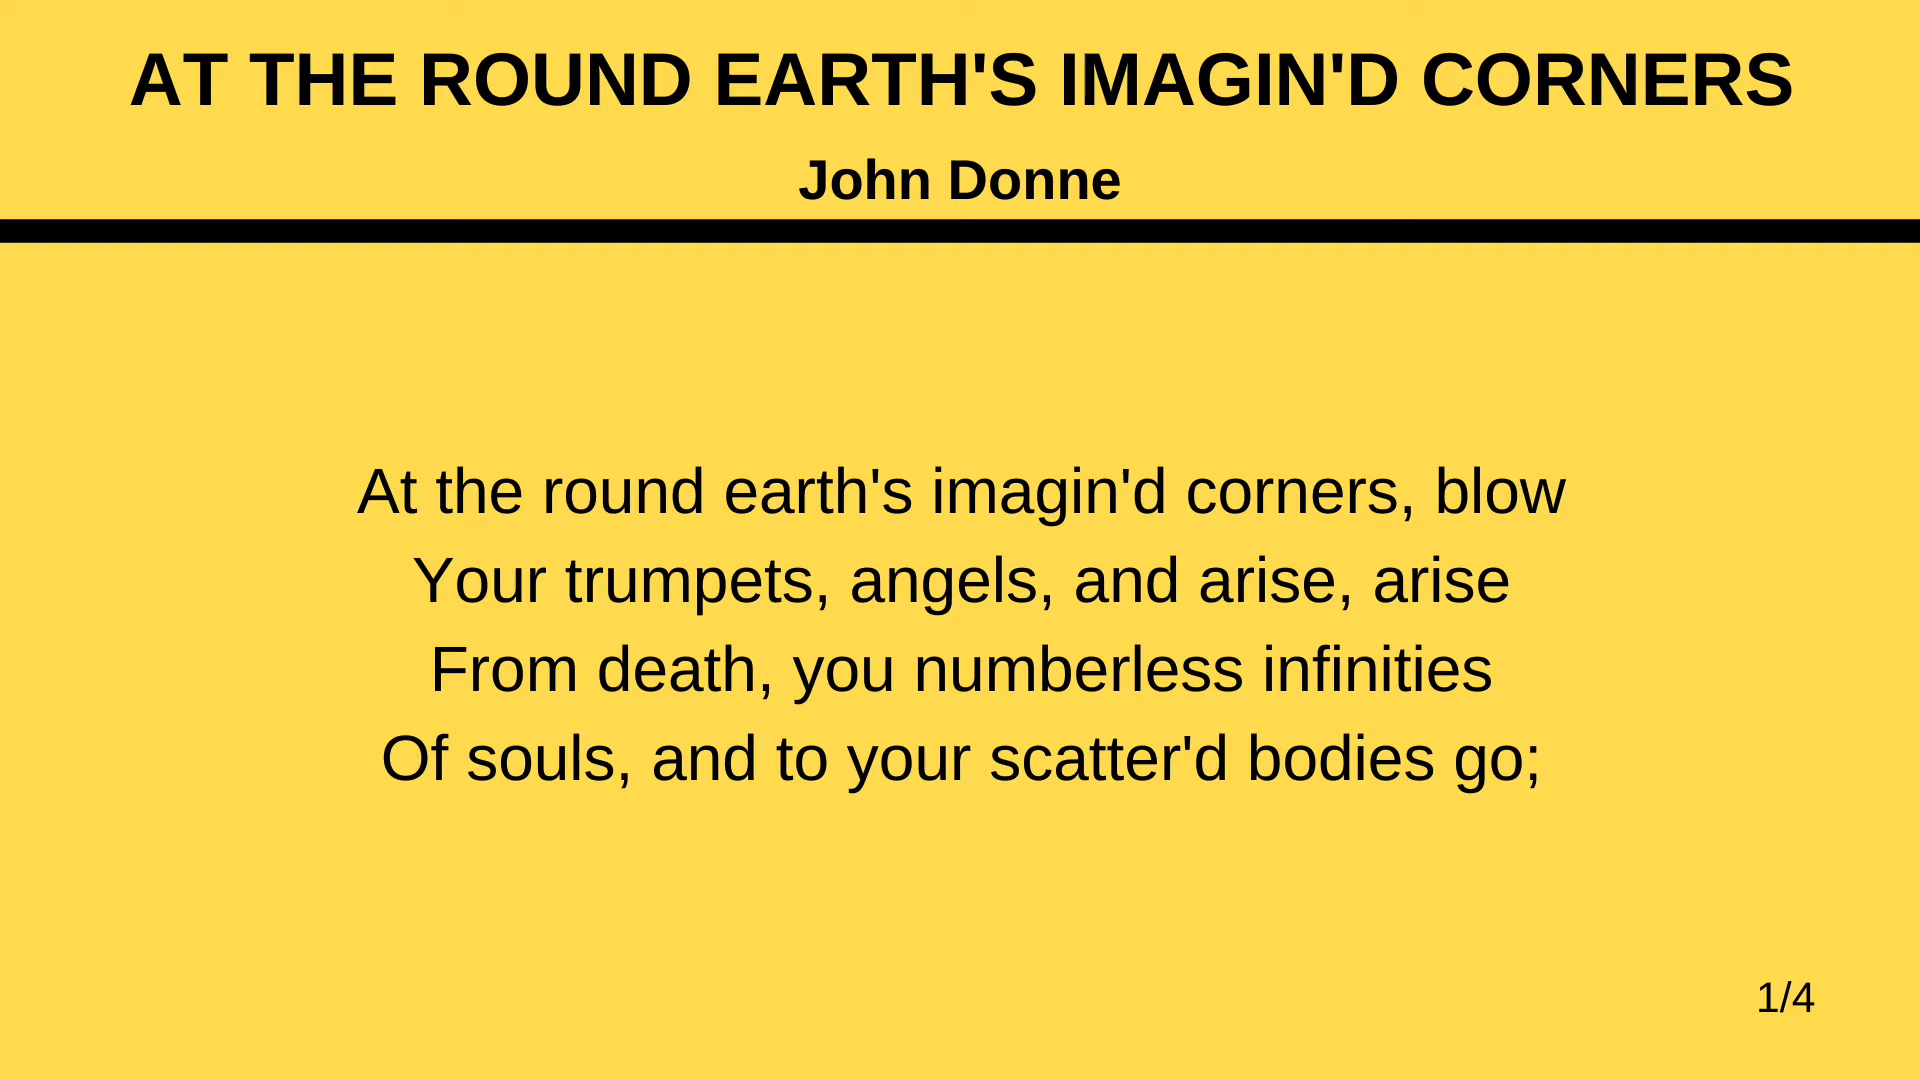 AT THE ROUND EARTH'S IMAGIN'D CORNERS
John Donne
At the round earth's imagin'd corners, blow
Your trumpets, angels, and arise, arise
From death, you numberless infinities
Of souls, and to your scatter'd bodies go;
1/4